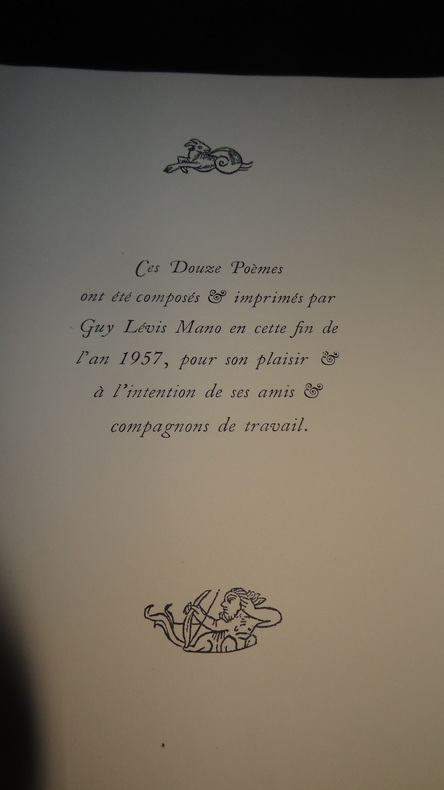 Ces Douze Poèmes
ont été composés & imprimés par
Guy Lévis Mano en cette fin de
l'an 1957, pour son plaisir &
à l'intention de ses amis &
compagnons de travail.